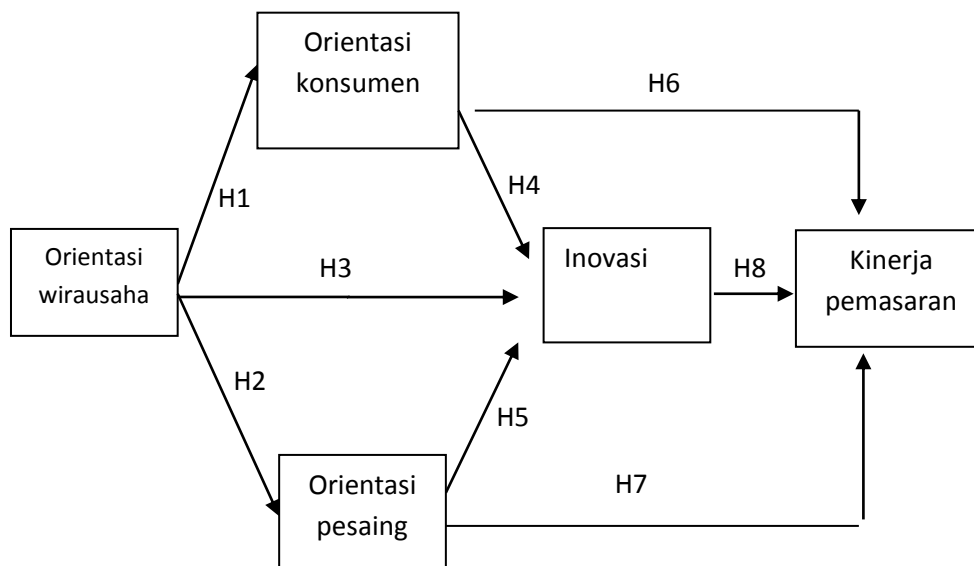 Orientasi
konsumen
H6
H4
H1
Orientasi
wirausaha
H3
Inovasi
H8
Kinerja
pemasaran
H2
H5
Orientasi
pesaing
H7